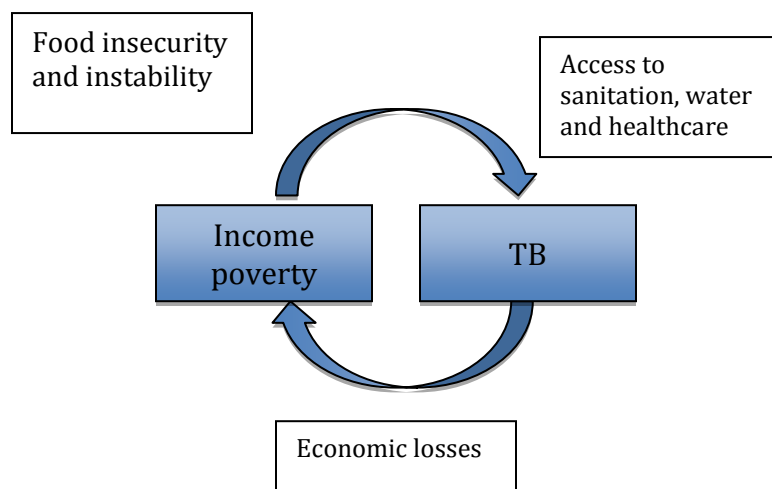 Food insecurity
and instability
Access to
sanitation, water
and healthcare
Income
poverty
TB
Economic losses